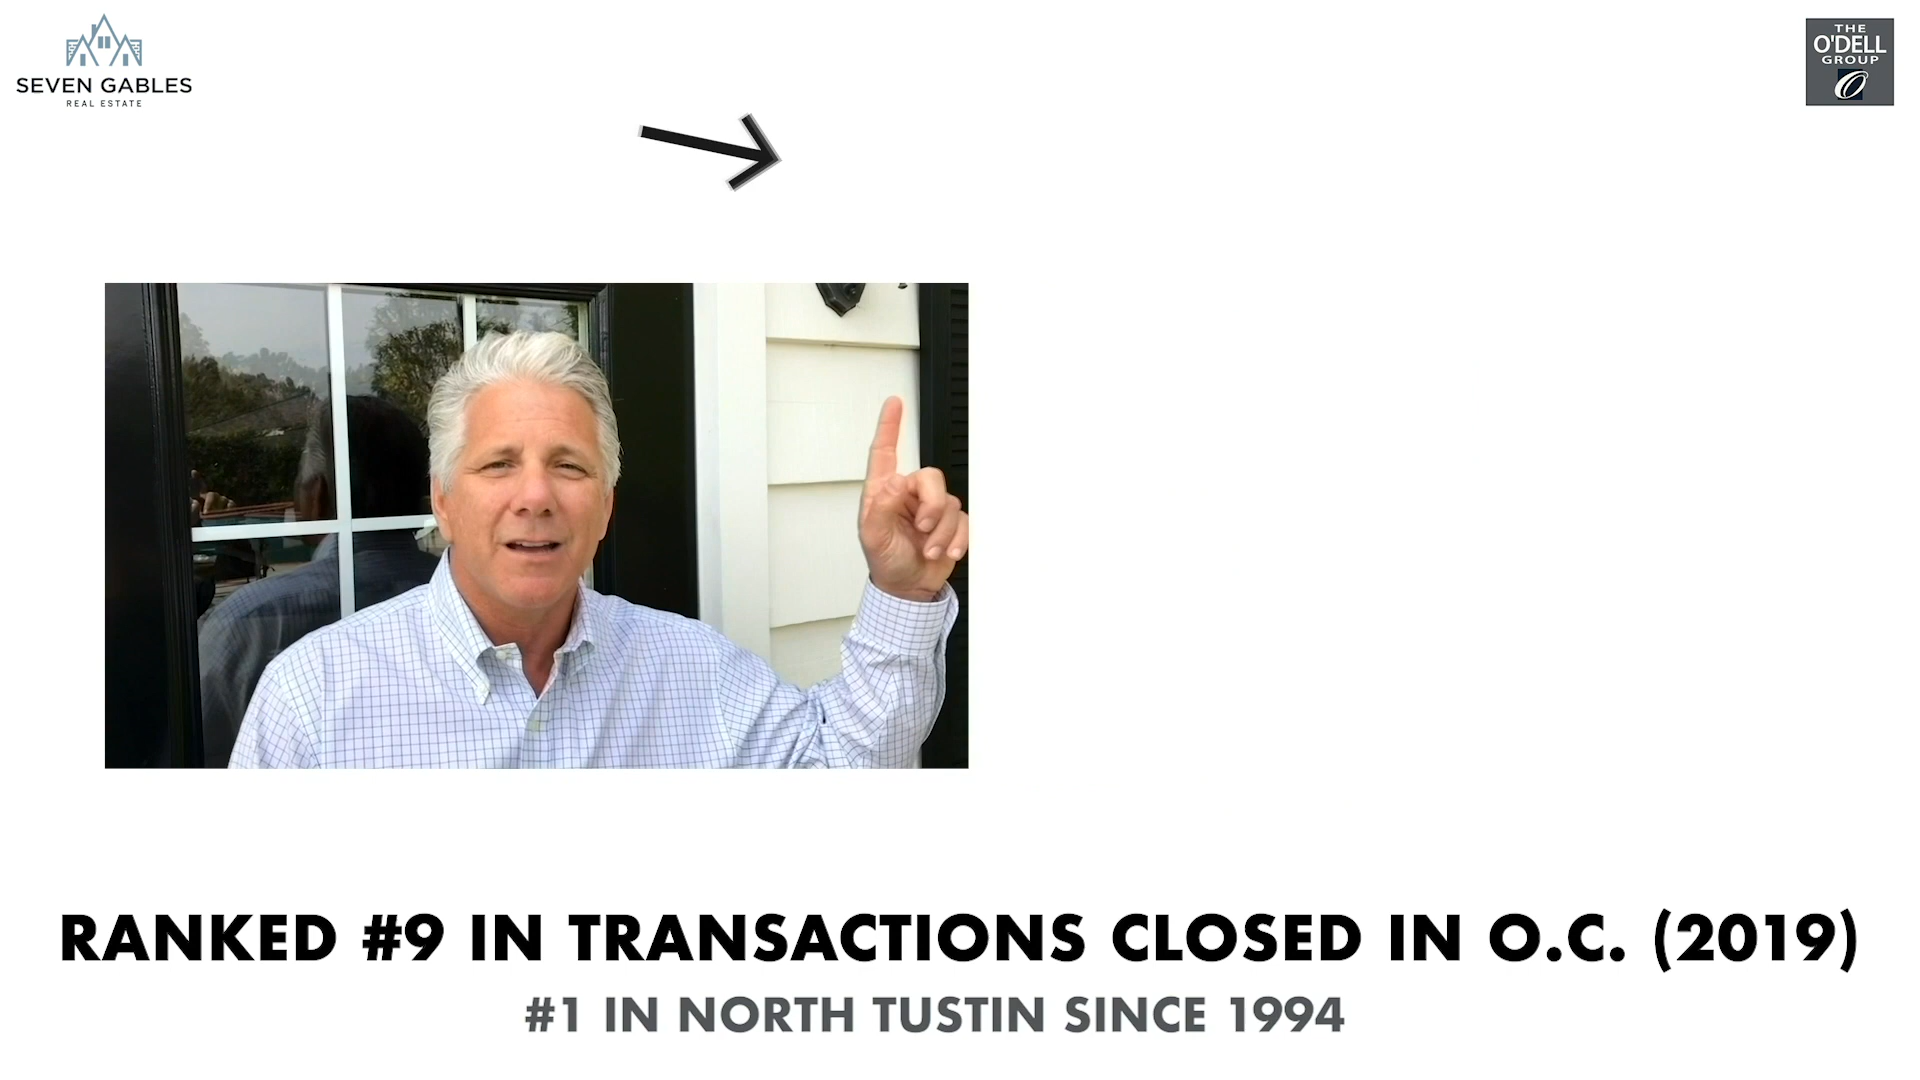 SEVEN GABLES
REAL ESTATE
THE
O'DELL
GROUP
O
RANKED #9 IN TRANSACTIONS CLOSED IN O.C. (2019)
#1 IN NORTH TUSTIN SINCE 1994